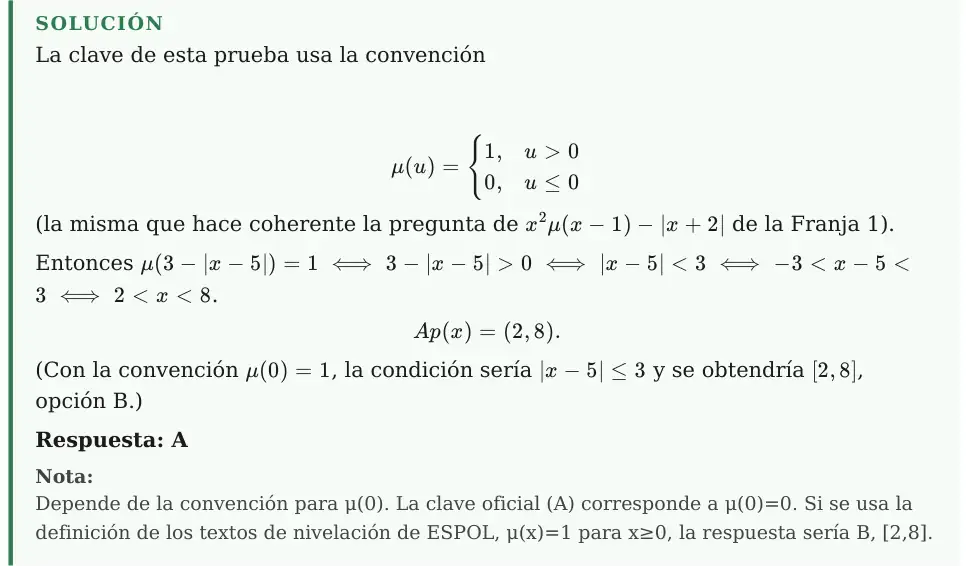 SOLUCIÓN
La clave de esta prueba usa la convención
μ(u) = {1, u > 0
0, u ≤ 0
(la misma que hace coherente la pregunta de x²μ(x − 1) − |x + 2| de la Franja 1).
Entonces μ(3 − |x − 5|) = 1 ⟺ 3 − |x − 5| > 0 ⟺ |x − 5| < 3 ⟺ −3 < x − 5 <
3 ⟺ 2 < x < 8.
Ap(x) = (2, 8).
(Con la convención μ(0) = 1, la condición sería |x − 5| ≤ 3 y se obtendría [2, 8],
opción B.)
Respuesta: A
Nota:
Depende de la convención para μ(0). La clave oficial (A) corresponde a μ(0)=0. Si se usa la
definición de los textos de nivelación de ESPOL, μ(x)=1 para x≥0, la respuesta sería B, [2,8].